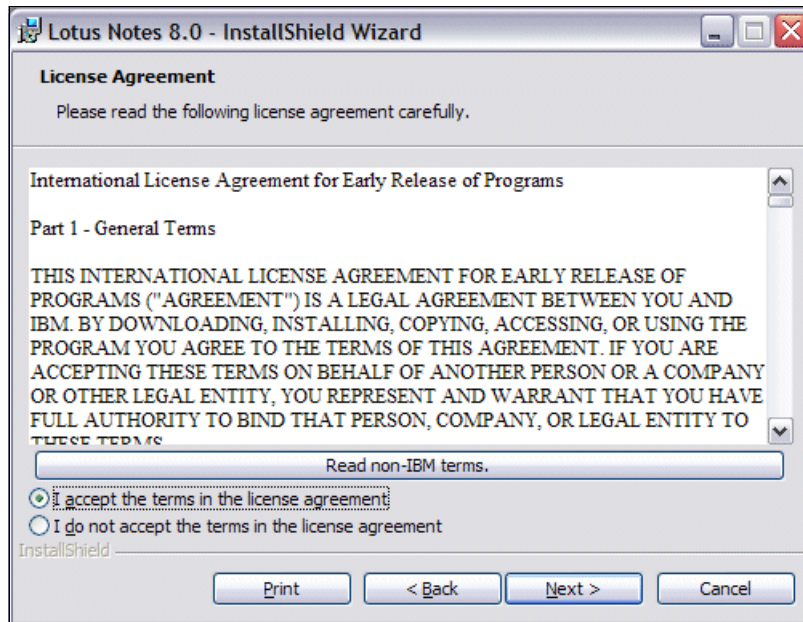 Lotus Notes 8.0 - InstallShield Wizard
License Agreement
Please read the following license agreement carefully.
International License Agreement for Early Release of Programs
Part 1 - General Terms
THIS INTERNATIONAL LICENSE AGREEMENT FOR EARLY RELEASE OF
PROGRAMS ("AGREEMENT") IS A LEGAL AGREEMENT BETWEEN YOU AND
IBM. BY DOWNLOADING, INSTALLING, COPYING, ACCESSING, OR USING THE
PROGRAM YOU AGREE TO THE TERMS OF THIS AGREEMENT. IF YOU ARE
ACCEPTING THESE TERMS ON BEHALF OF ANOTHER PERSON OR A COMPANY
OR OTHER LEGAL ENTITY, YOU REPRESENT AND WARRANT THAT YOU HAVE
FULL AUTHORITY TO BIND THAT PERSON, COMPANY, OR LEGAL ENTITY TO
THESE TERMS
Read non-IBM terms.
I accept the terms in the license agreement
I do not accept the terms in the license agreement
InstallShield
Print
< Back
Next >
Cancel